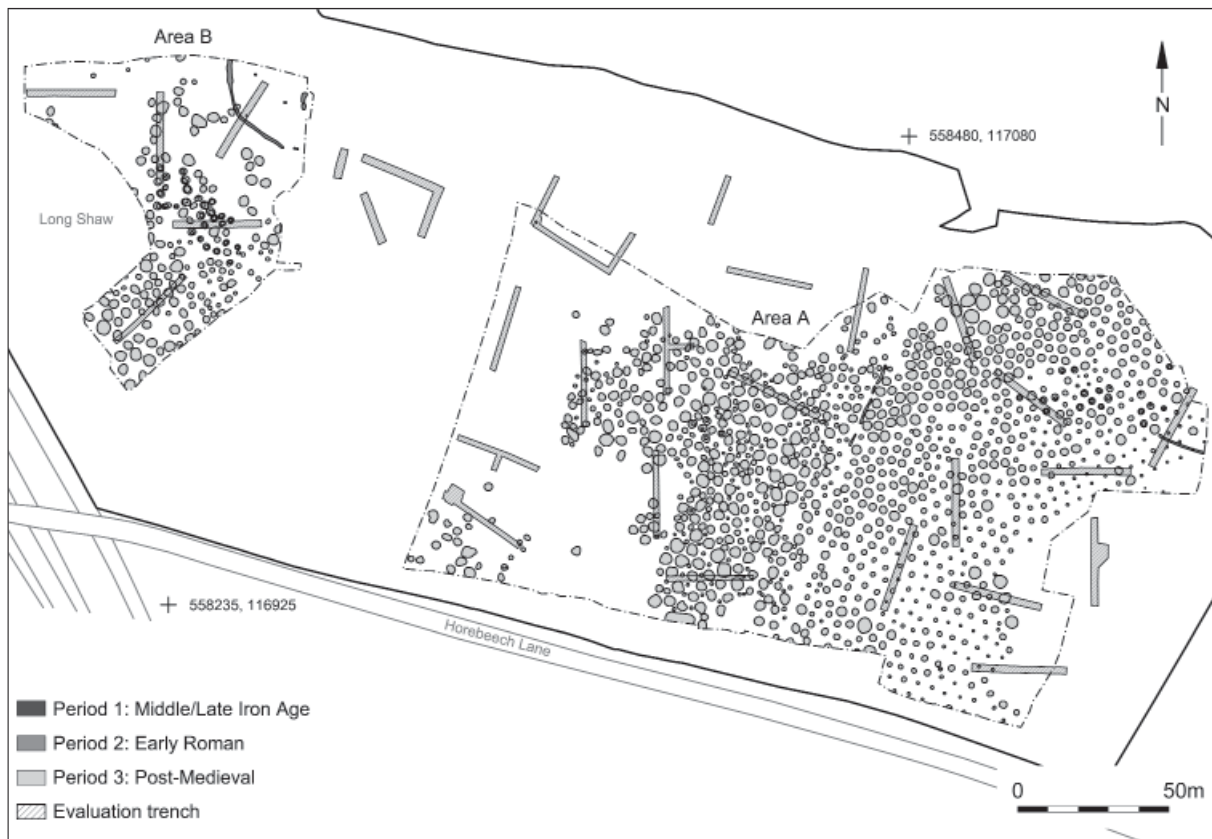 Area B
N
558480, 117080
Long Shaw
Area A
558235, 116925
Horebeech Lane
Period 1: Middle/Late Iron Age
Period 2: Early Roman
Period 3: Post-Medieval
Evaluation trench
0 50m